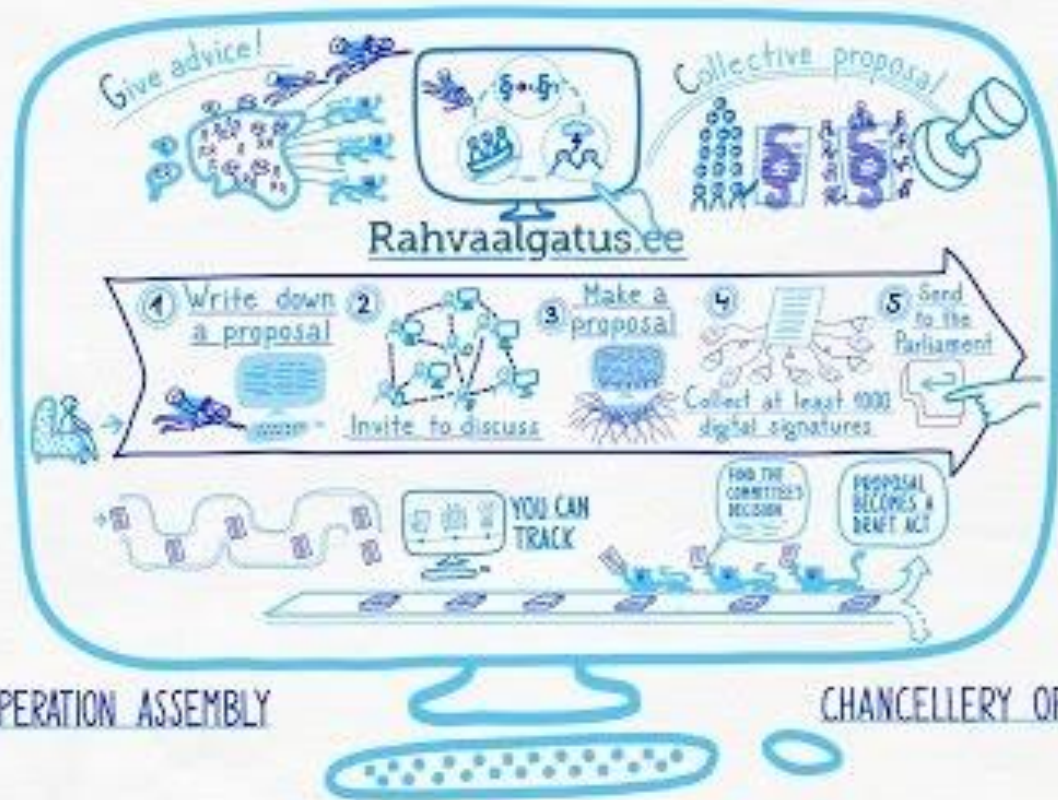 Give advice!
Collective proposal
Rahvaalgatus.ee
1 Write down
a proposal
2
Invite to discuss
3 Make a
proposal
4
Collect at least 1000
digital signatures
5 Send
to the
Parliament
YOU CAN
TRACK
FIND THE
COMMITTEE'S
DECISION
PROPOSAL
BECOMES A
DRAFT ACT
PERATION ASSEMBLY
CHANCELLERY OF